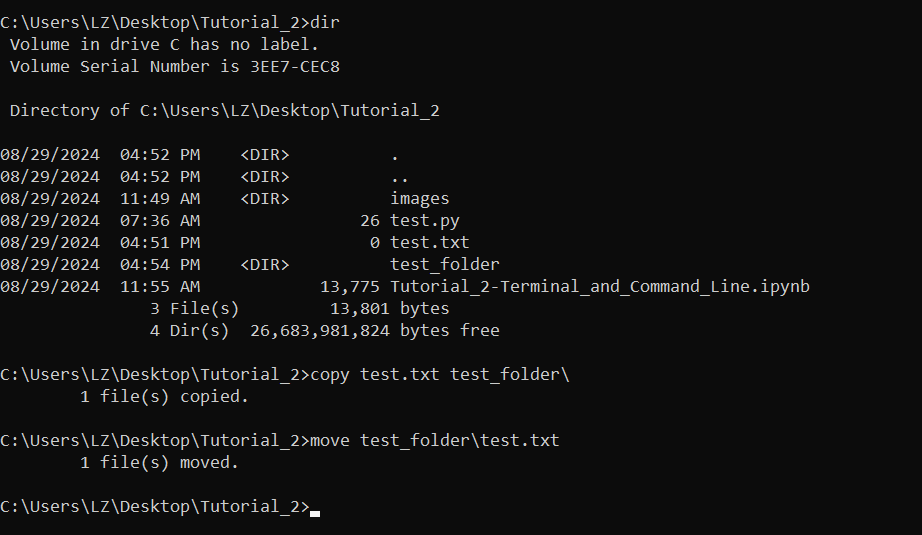 C:\Users\LZ\Desktop\Tutorial_2>dir
 Volume in drive C has no label.
 Volume Serial Number is 3EE7-CEC8

 Directory of C:\Users\LZ\Desktop\Tutorial_2

08/29/2024  04:52 PM    <DIR>          .
08/29/2024  04:52 PM    <DIR>          ..
08/29/2024  11:49 AM    <DIR>          images
08/29/2024  07:36 AM                26 test.py
08/29/2024  04:51 PM                 0 test.txt
08/29/2024  04:54 PM    <DIR>          test_folder
08/29/2024  11:55 AM            13,775 Tutorial_2-Terminal_and_Command_Line.ipynb
               3 File(s)         13,801 bytes
               4 Dir(s)  26,683,981,824 bytes free

C:\Users\LZ\Desktop\Tutorial_2>copy test.txt test_folder\
        1 file(s) copied.

C:\Users\LZ\Desktop\Tutorial_2>move test_folder\test.txt
        1 file(s) moved.

C:\Users\LZ\Desktop\Tutorial_2>